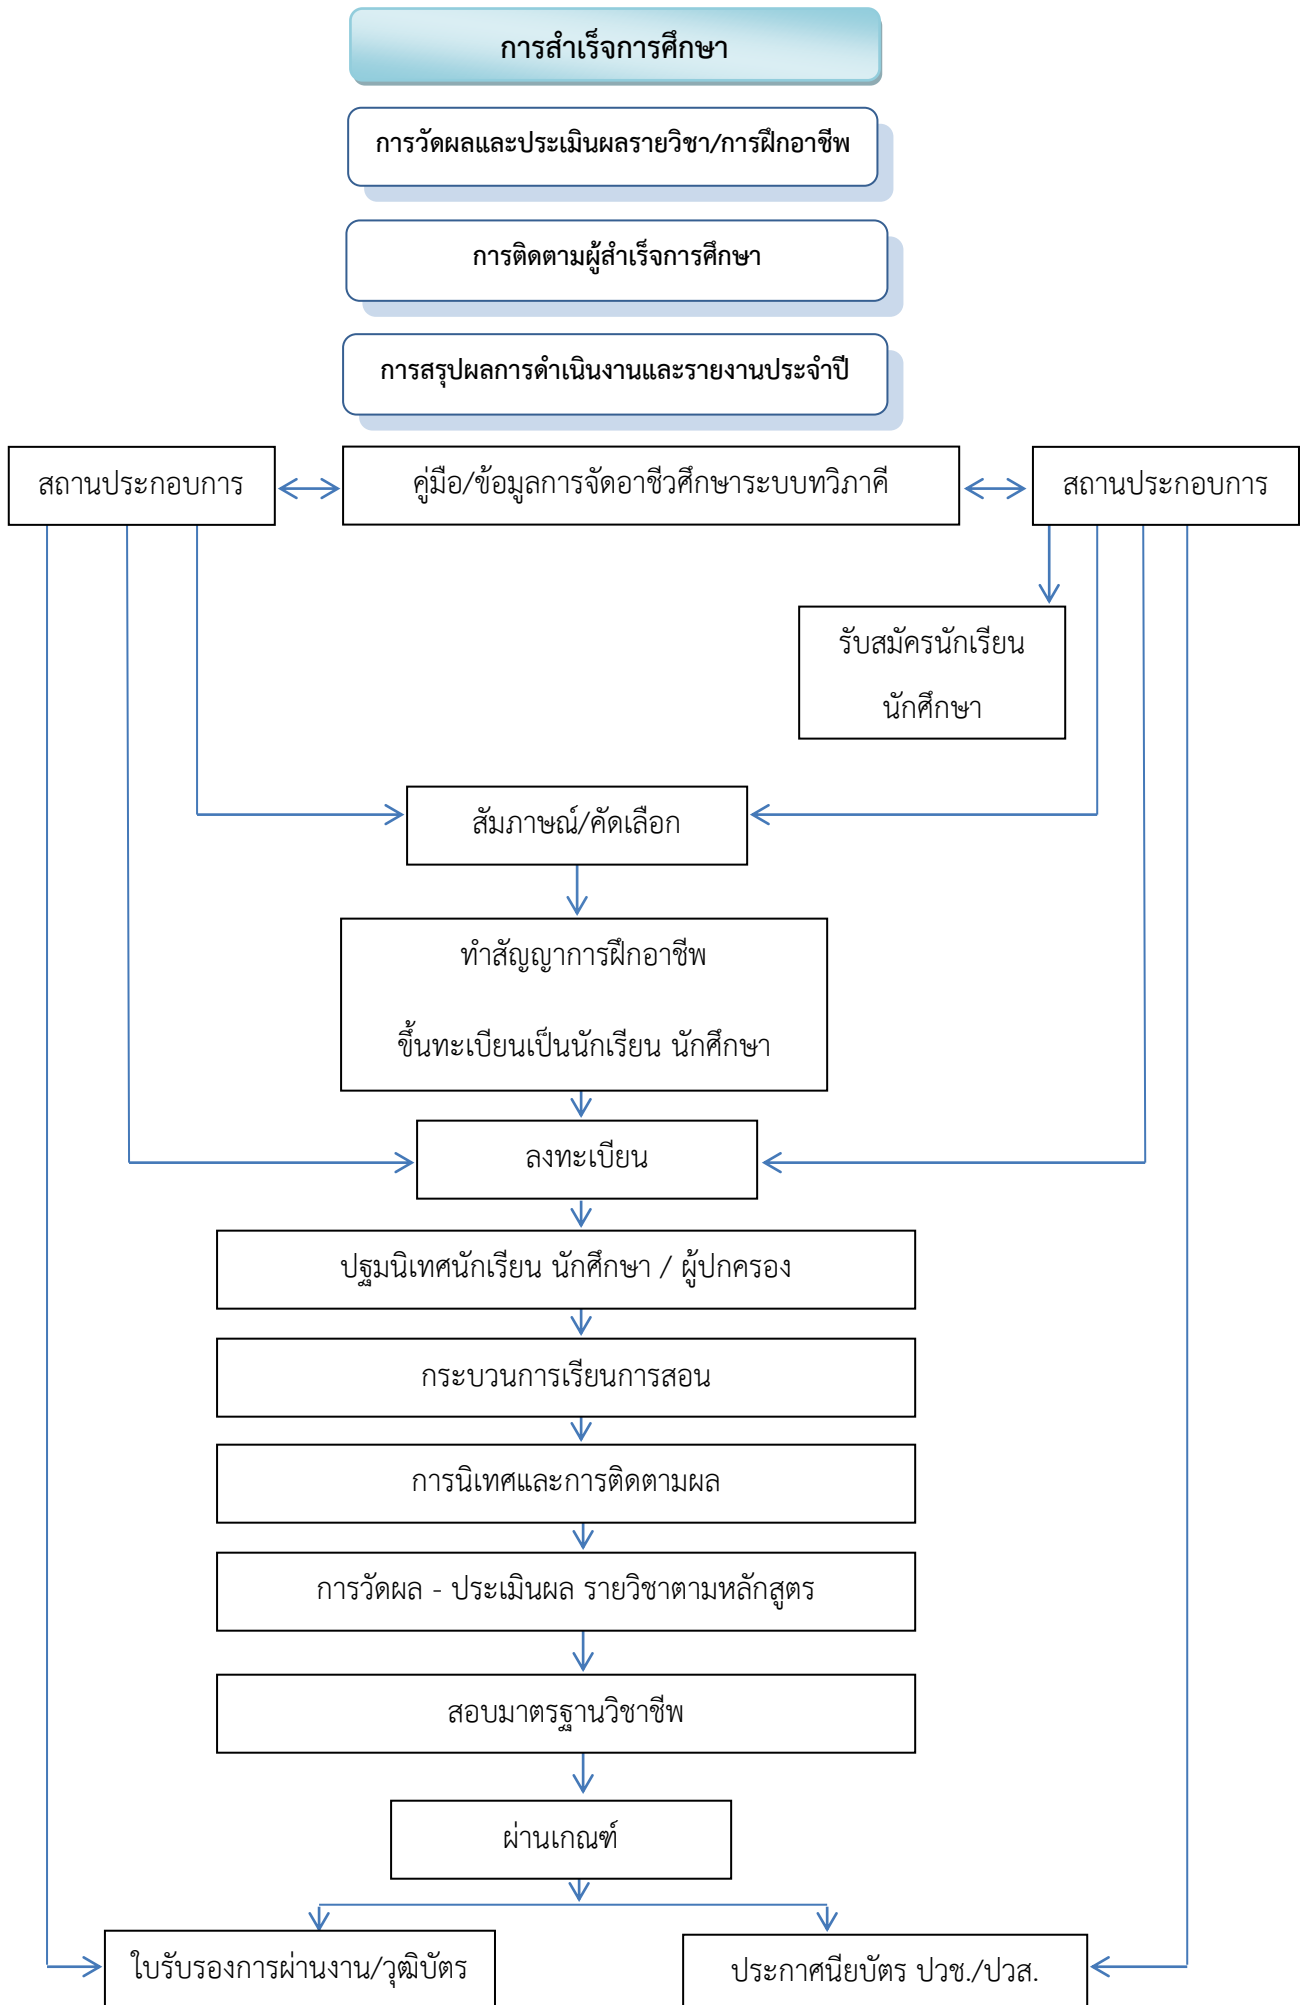 การสำเร็จการศึกษา
การวัดผลและประเมินผลรายวิชา/การฝึกอาชีพ
การติดตามผู้สำเร็จการศึกษา
การสรุปผลการดำเนินงานและรายงานประจำปี
สถานประกอบการ
คู่มือ/ข้อมูลการจัดอาชีวศึกษาระบบทวิภาคี
สถานประกอบการ
รับสมัครนักเรียน
นักศึกษา
สัมภาษณ์/คัดเลือก
ทำสัญญาการฝึกอาชีพ
ขึ้นทะเบียนเป็นนักเรียน นักศึกษา
ลงทะเบียน
ปฐมนิเทศนักเรียน นักศึกษา / ผู้ปกครอง
กระบวนการเรียนการสอน
การนิเทศและการติดตามผล
การวัดผล - ประเมินผล รายวิชาตามหลักสูตร
สอบมาตรฐานวิชาชีพ
ผ่านเกณฑ์
ใบรับรองการผ่านงาน/วุฒิบัตร
ประกาศนียบัตร ปวช./ปวส.